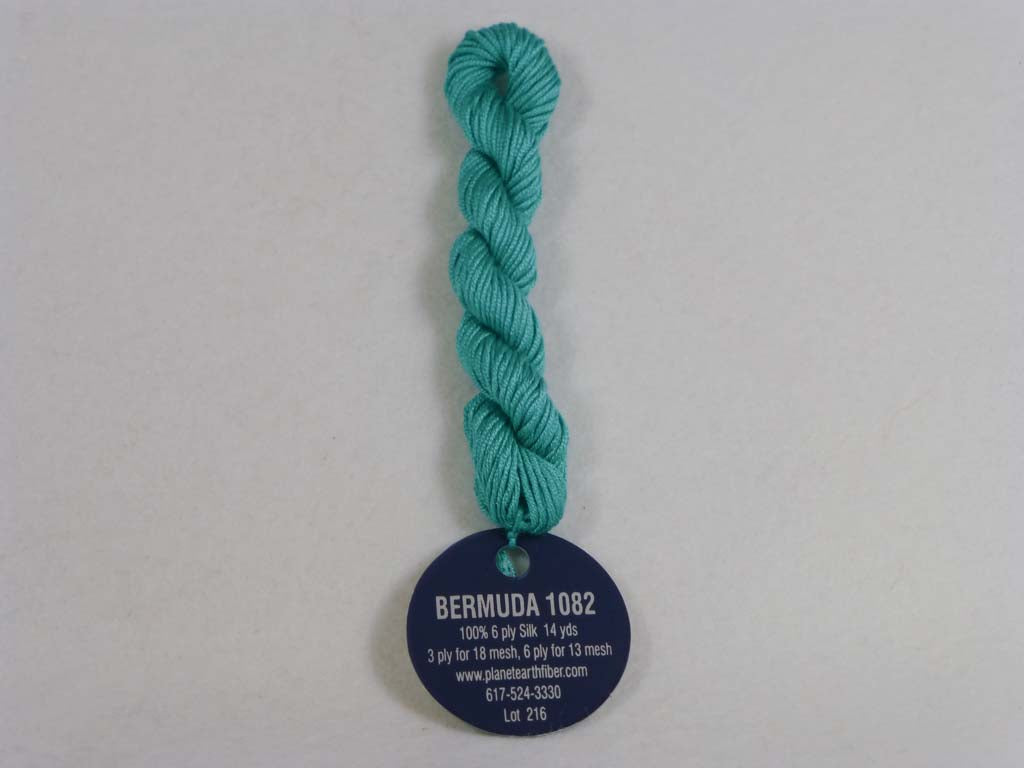 BERMUDA 1082
100% 6 ply Silk 14 yds
3 ply for 18 mesh, 6 ply for 13 mesh
www.planetearthfiber.com
617-524-3330
Lot 216